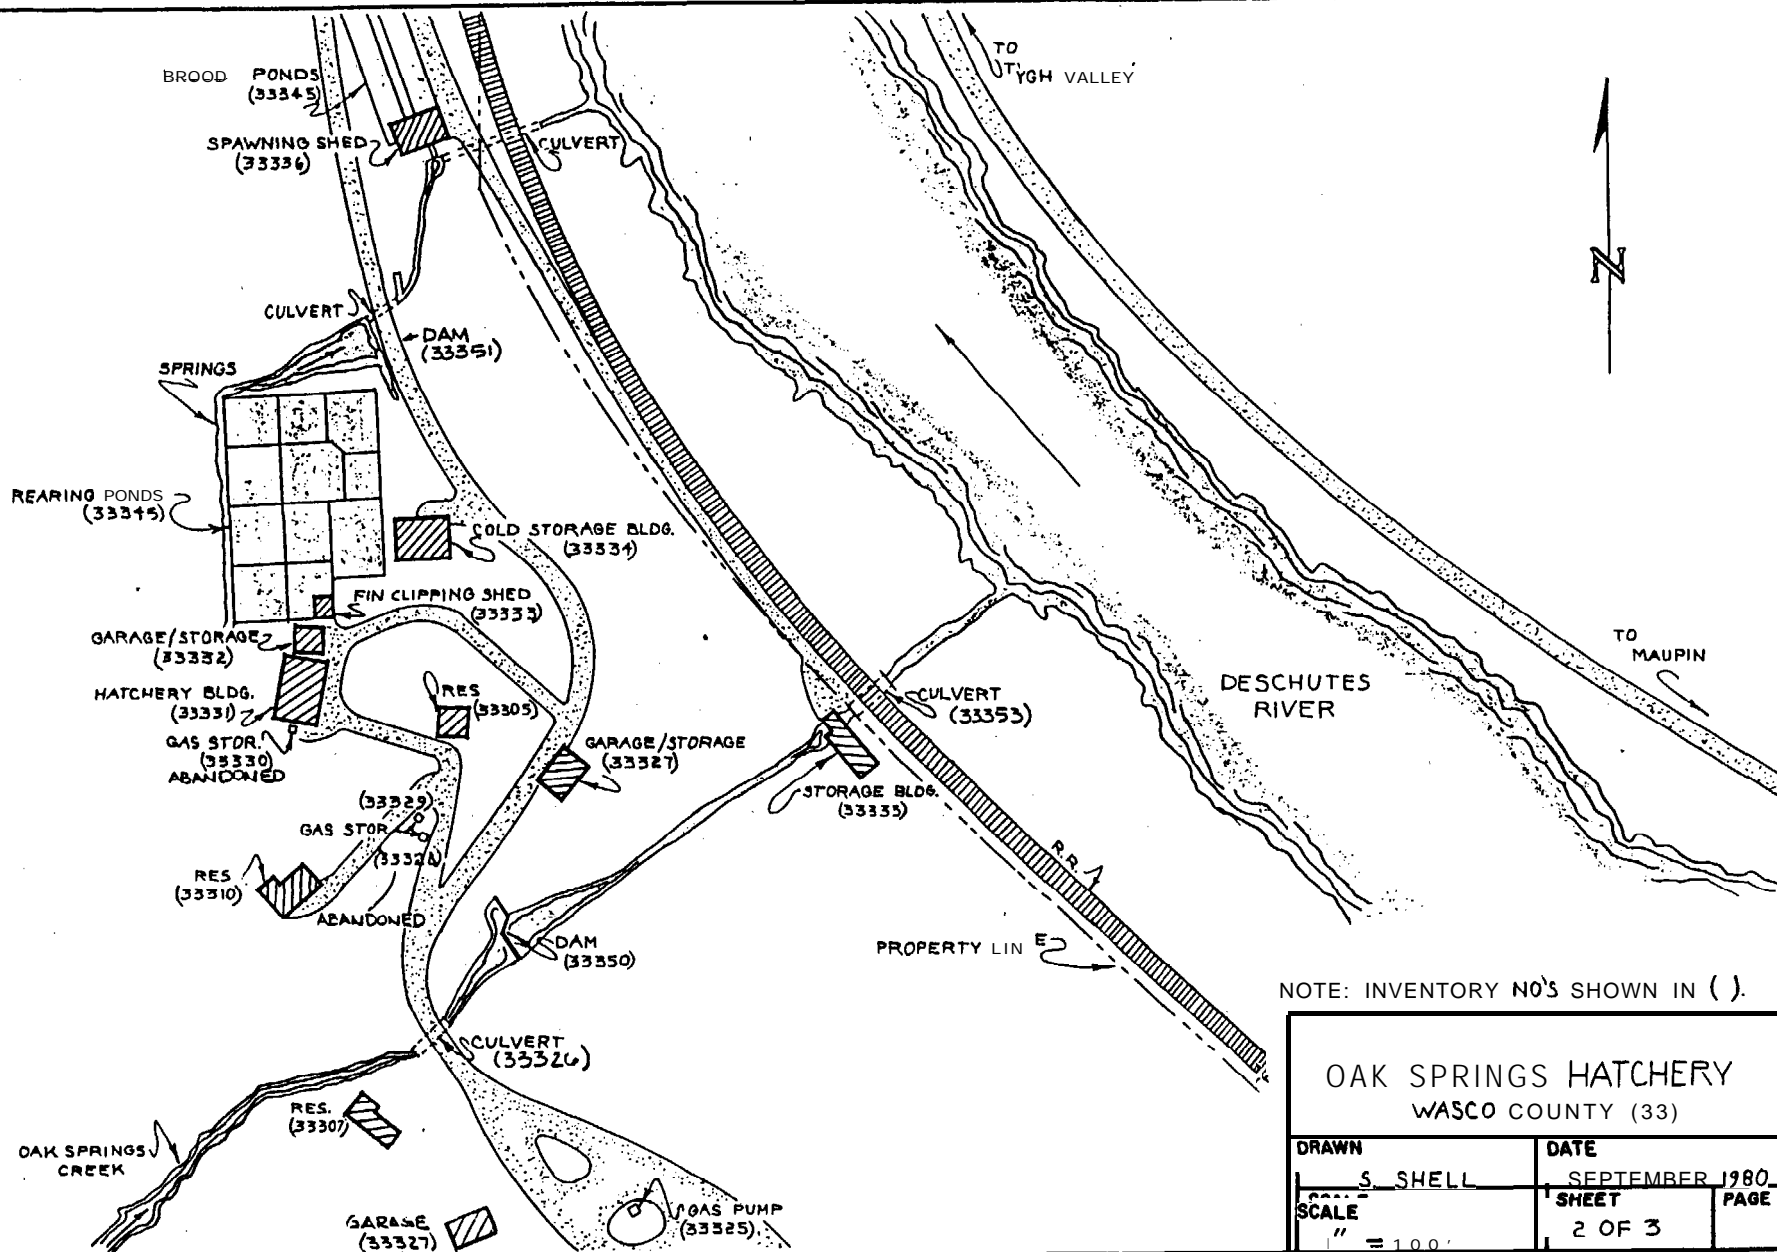 TO
TYGH VALLEY
BROOD PONDS
(33345)
SPAWNING SHED
(33336)
CULVERT
N
CULVERT
DAM
(33351)
SPRINGS
REARING PONDS
(33345)
COLD STORAGE BLDG.
(33334)
FIN CLIPPING SHED
(33333)
GARAGE/STORAGE
(33332)
HATCHERY BLDG.
(33331)
RES
(33305)
GAS STOR.
(33330)
ABANDONED
GARAGE/STORAGE
(33327)
CULVERT
(33353)
DESCHUTES
RIVER
TO
MAUPIN
STORAGE BLDG.
(33335)
(33329)
GAS STOR
RES
(33310)
ABANDONED
R.R.
DAM
(33350)
PROPERTY LINE
CULVERT
(33326)
RES.
(33307)
OAK SPRINGS
CREEK
GARAGE
(33327)
GAS PUMP
(33325)
NOTE: INVENTORY NO'S SHOWN IN ( ).
OAK SPRINGS HATCHERY
WASCO COUNTY (33)
DRAWN
S. SHELL
DATE
SEPTEMBER 1980
SCALE
1" = 100'
SHEET
2 OF 3
PAGE